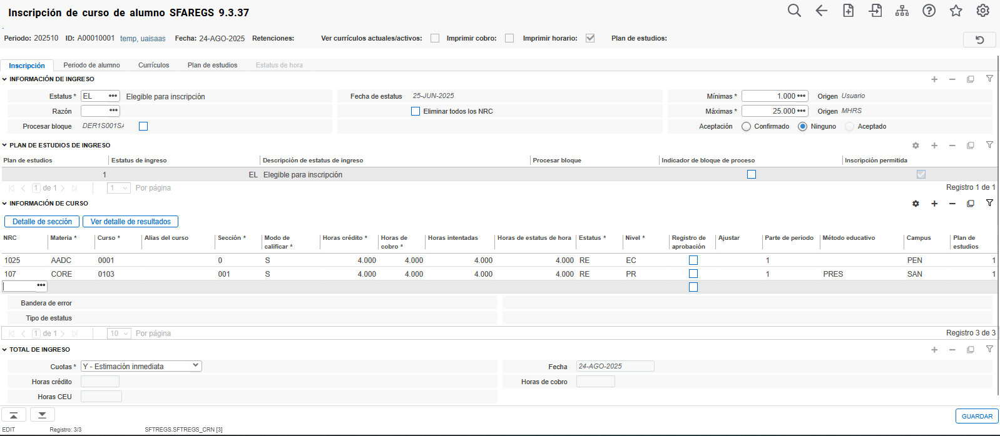 Inscripción de curso de alumno SFAREGS 9.3.37
Periodo: 202510 ID: A00010001 temp, uaisaas Fecha: 24-AGO-2025 Retenciones: Ver currículos actuales/activos: Imprimir cobro: Imprimir horario: Plan de estudios:
Inscripción Periodo de alumno Currículos Plan de estudios Estatus de hora
INFORMACIÓN DE INGRESO
Estatus * EL ••• Elegible para inscripción Fecha de estatus 25-JUN-2025 Mínimas * 1.000 ••• Origen Usuario
Razón ••• Eliminar todos los NRC Máximas * 25.000 ••• Origen MHRS
Procesar bloque DER1S001SA Aceptación Confirmado Ninguno Aceptado
PLAN DE ESTUDIOS DE INGRESO
Plan de estudios Estatus de ingreso Descripción de estatus de ingreso Procesar bloque Indicador de bloque de proceso Inscripción permitida
1 EL Elegible para inscripción
1 de 1 1 Por página Registro 1 de 1
INFORMACIÓN DE CURSO
Detalle de sección Ver detalle de resultados
NRC Materia * Curso * Alias del curso Sección * Modo de calificar * Horas crédito * Horas de cobro * Horas intentadas Horas de estatus de hora Estatus * Nivel * Registro de aprobación Ajustar Parte de periodo Método educativo Campus Plan de estudios
1025 AADC 0001 0 S 4.000 4.000 4.000 4.000 RE EC 1 PEN 1
107 CORE 0103 001 S 4.000 4.000 4.000 4.000 RE PR 1 PRES SAN 1
•••
Bandera de error
Tipo de estatus
1 de 1 10 Por página Registro 3 de 3
TOTAL DE INGRESO
Cuotas * Y - Estimación inmediata Fecha 24-AGO-2025
Horas crédito Horas de cobro
Horas CEU
GUARDAR
EDIT Registro: 3/3 SFTREGS.SFTREGS_CRN [3]